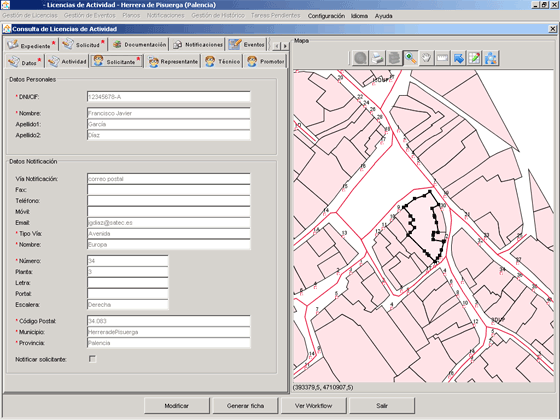 - Licencias de Actividad - Herrera de Pisuerga (Palencia)
Gestión de Licencias Gestión de Eventos Planos Notificaciones Gestión de Histórico Tareas Pendientes Configuración Idioma Ayuda
Consulta de Licencias de Actividad
Expediente * Solicitud * Documentación Notificaciones Eventos
Datos * Actividad Solicitante * Representante Técnico Promotor
Mapa
Datos Personales
* DNI/CIF: 12345678-A
* Nombre: Francisco Javier
Apellido1: García
Apellido2: Díaz
Datos Notificación
Vía Notificación: correo postal
Fax:
Teléfono:
Móvil:
Email: jgdiaz@satec.es
* Tipo Vía: Avenida
* Nombre: Europa
* Número: 34
Planta: 3
Letra:
Portal:
Escalera: Derecha
* Código Postal: 34.083
* Municipio: HerreradePisuerga
* Provincia: Palencia
Notificar solicitante:
(393379,5, 4710907,5)
Modificar Generar ficha Ver Workflow Salir